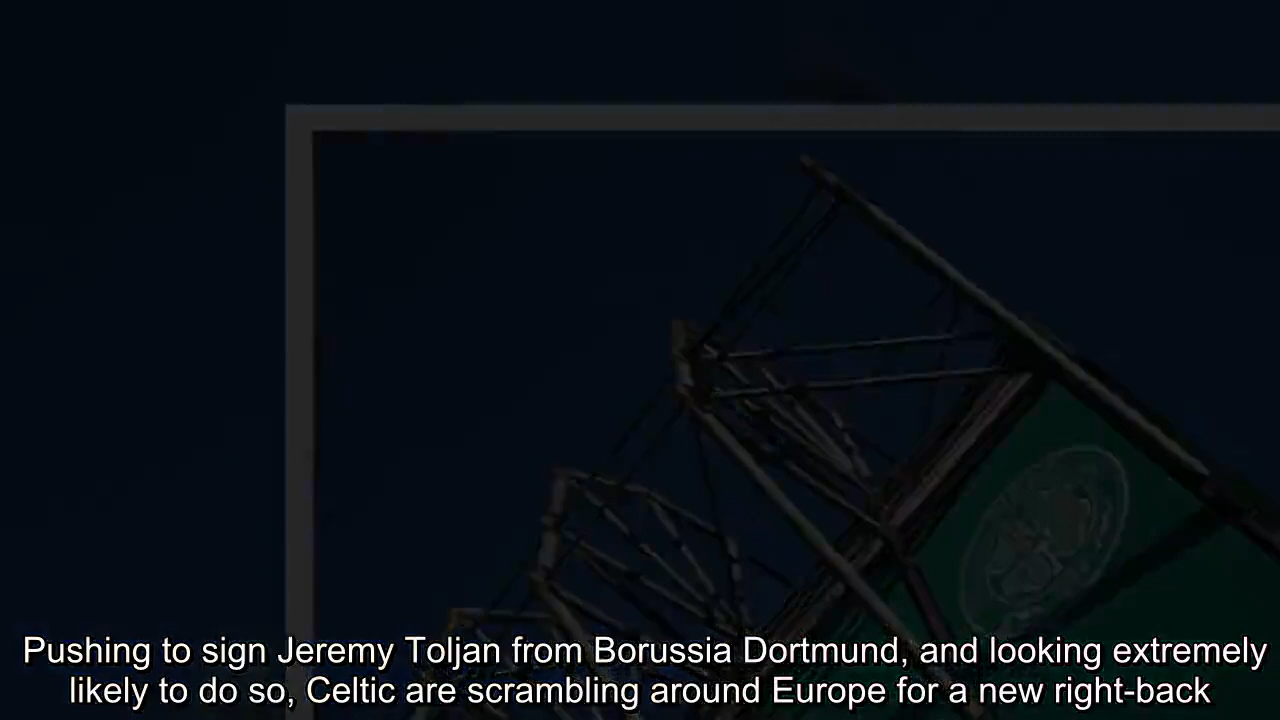 Pushing to sign Jeremy Toljan from Borussia Dortmund, and looking extremely
likely to do so, Celtic are scrambling around Europe for a new right-back